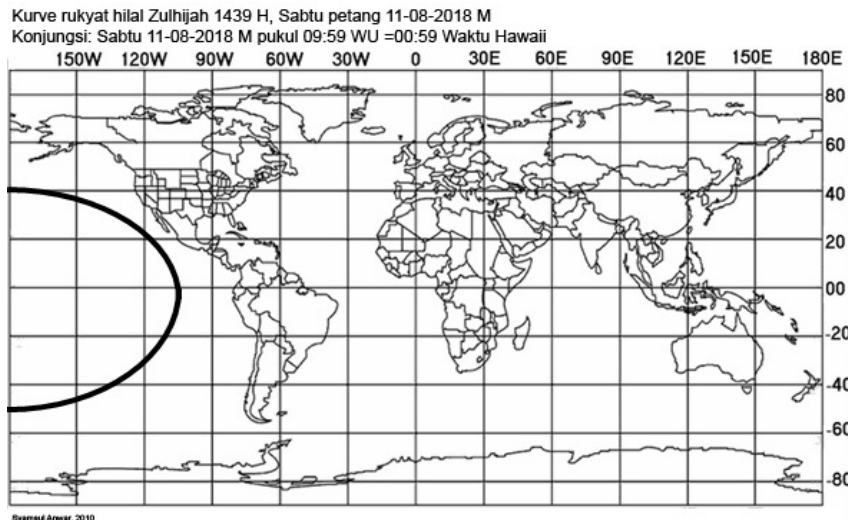 Kurve rukyat hilal Zulhijah 1439 H, Sabtu petang 11-08-2018 M
Konjungsi: Sabtu 11-08-2018 M pukul 09:59 WU =00:59 Waktu Hawaii
150W 120W 90W 60W 30W 0 30E 60E 90E 120E 150E 180E
80
60
40
20
00
-20
-40
-60
-80
Syamsul Anwar, 2010